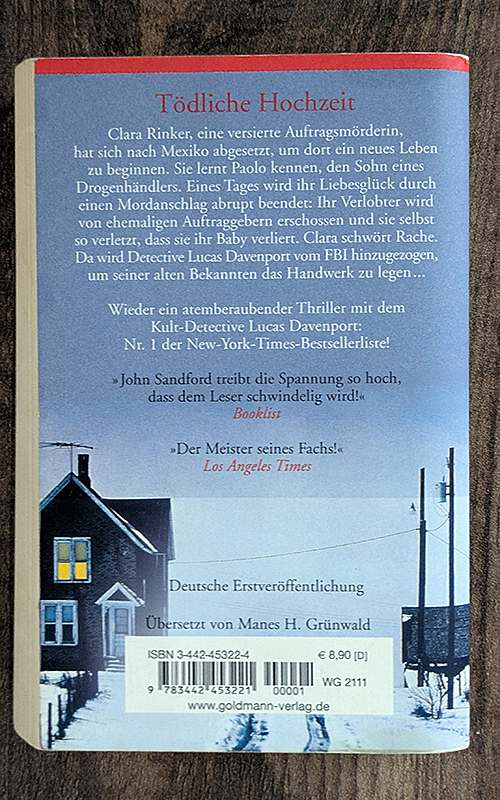 Tödliche Hochzeit
Clara Rinker, eine versierte Auftragsmörderin,
hat sich nach Mexiko abgesetzt, um dort ein neues Leben
zu beginnen. Sie lernt Paolo kennen, den Sohn eines
Drogenhändlers. Eines Tages wird ihr Liebesglück durch
einen Mordanschlag abrupt beendet: Ihr Verlobter wird
von ehemaligen Auftraggebern erschossen und sie selbst
so verletzt, dass sie ihr Baby verliert. Clara schwört Rache.
Da wird Detective Lucas Davenport vom FBI hinzugezogen,
um seiner alten Bekannten das Handwerk zu legen...
Wieder ein atemberaubender Thriller mit dem
Kult-Detective Lucas Davenport:
Nr. 1 der New-York-Times-Bestsellerliste!
»John Sandford treibt die Spannung so hoch,
dass dem Leser schwindelig wird!«
Booklist
»Der Meister seines Fachs!«
Los Angeles Times
Deutsche Erstveröffentlichung
Übersetzt von Manes H. Grünwald
ISBN 3-442-45322-4
€ 8,90 [D]
9 783442 453221 00001
WG 2111
www.goldmann-verlag.de